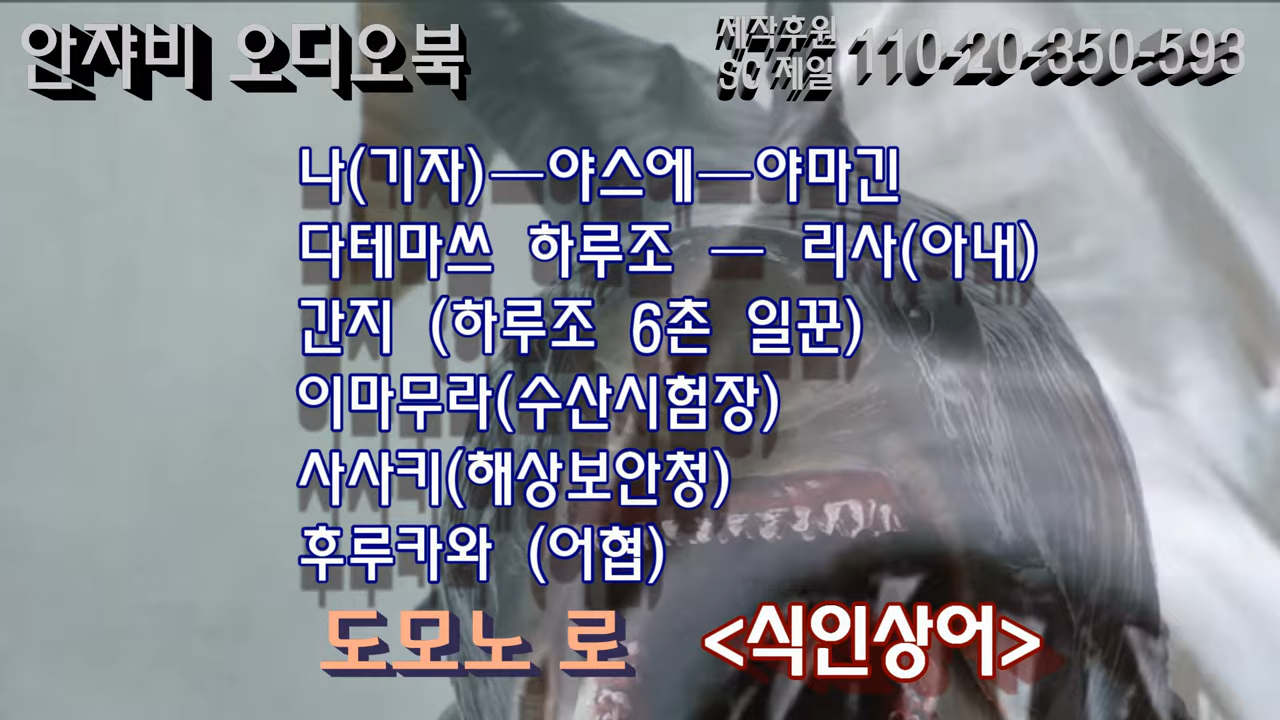 안쟈비 오디오북
제작후원
SC 제일
110-20-350-593
나(기자)—야스에—야마긴
다테마쓰 하루조 — 리사(아내)
간지 (하루조 6촌 일꾼)
이마무라(수산시험장)
사사키(해상보안청)
후루카와 (어협)
도모노 로 <식인상어>